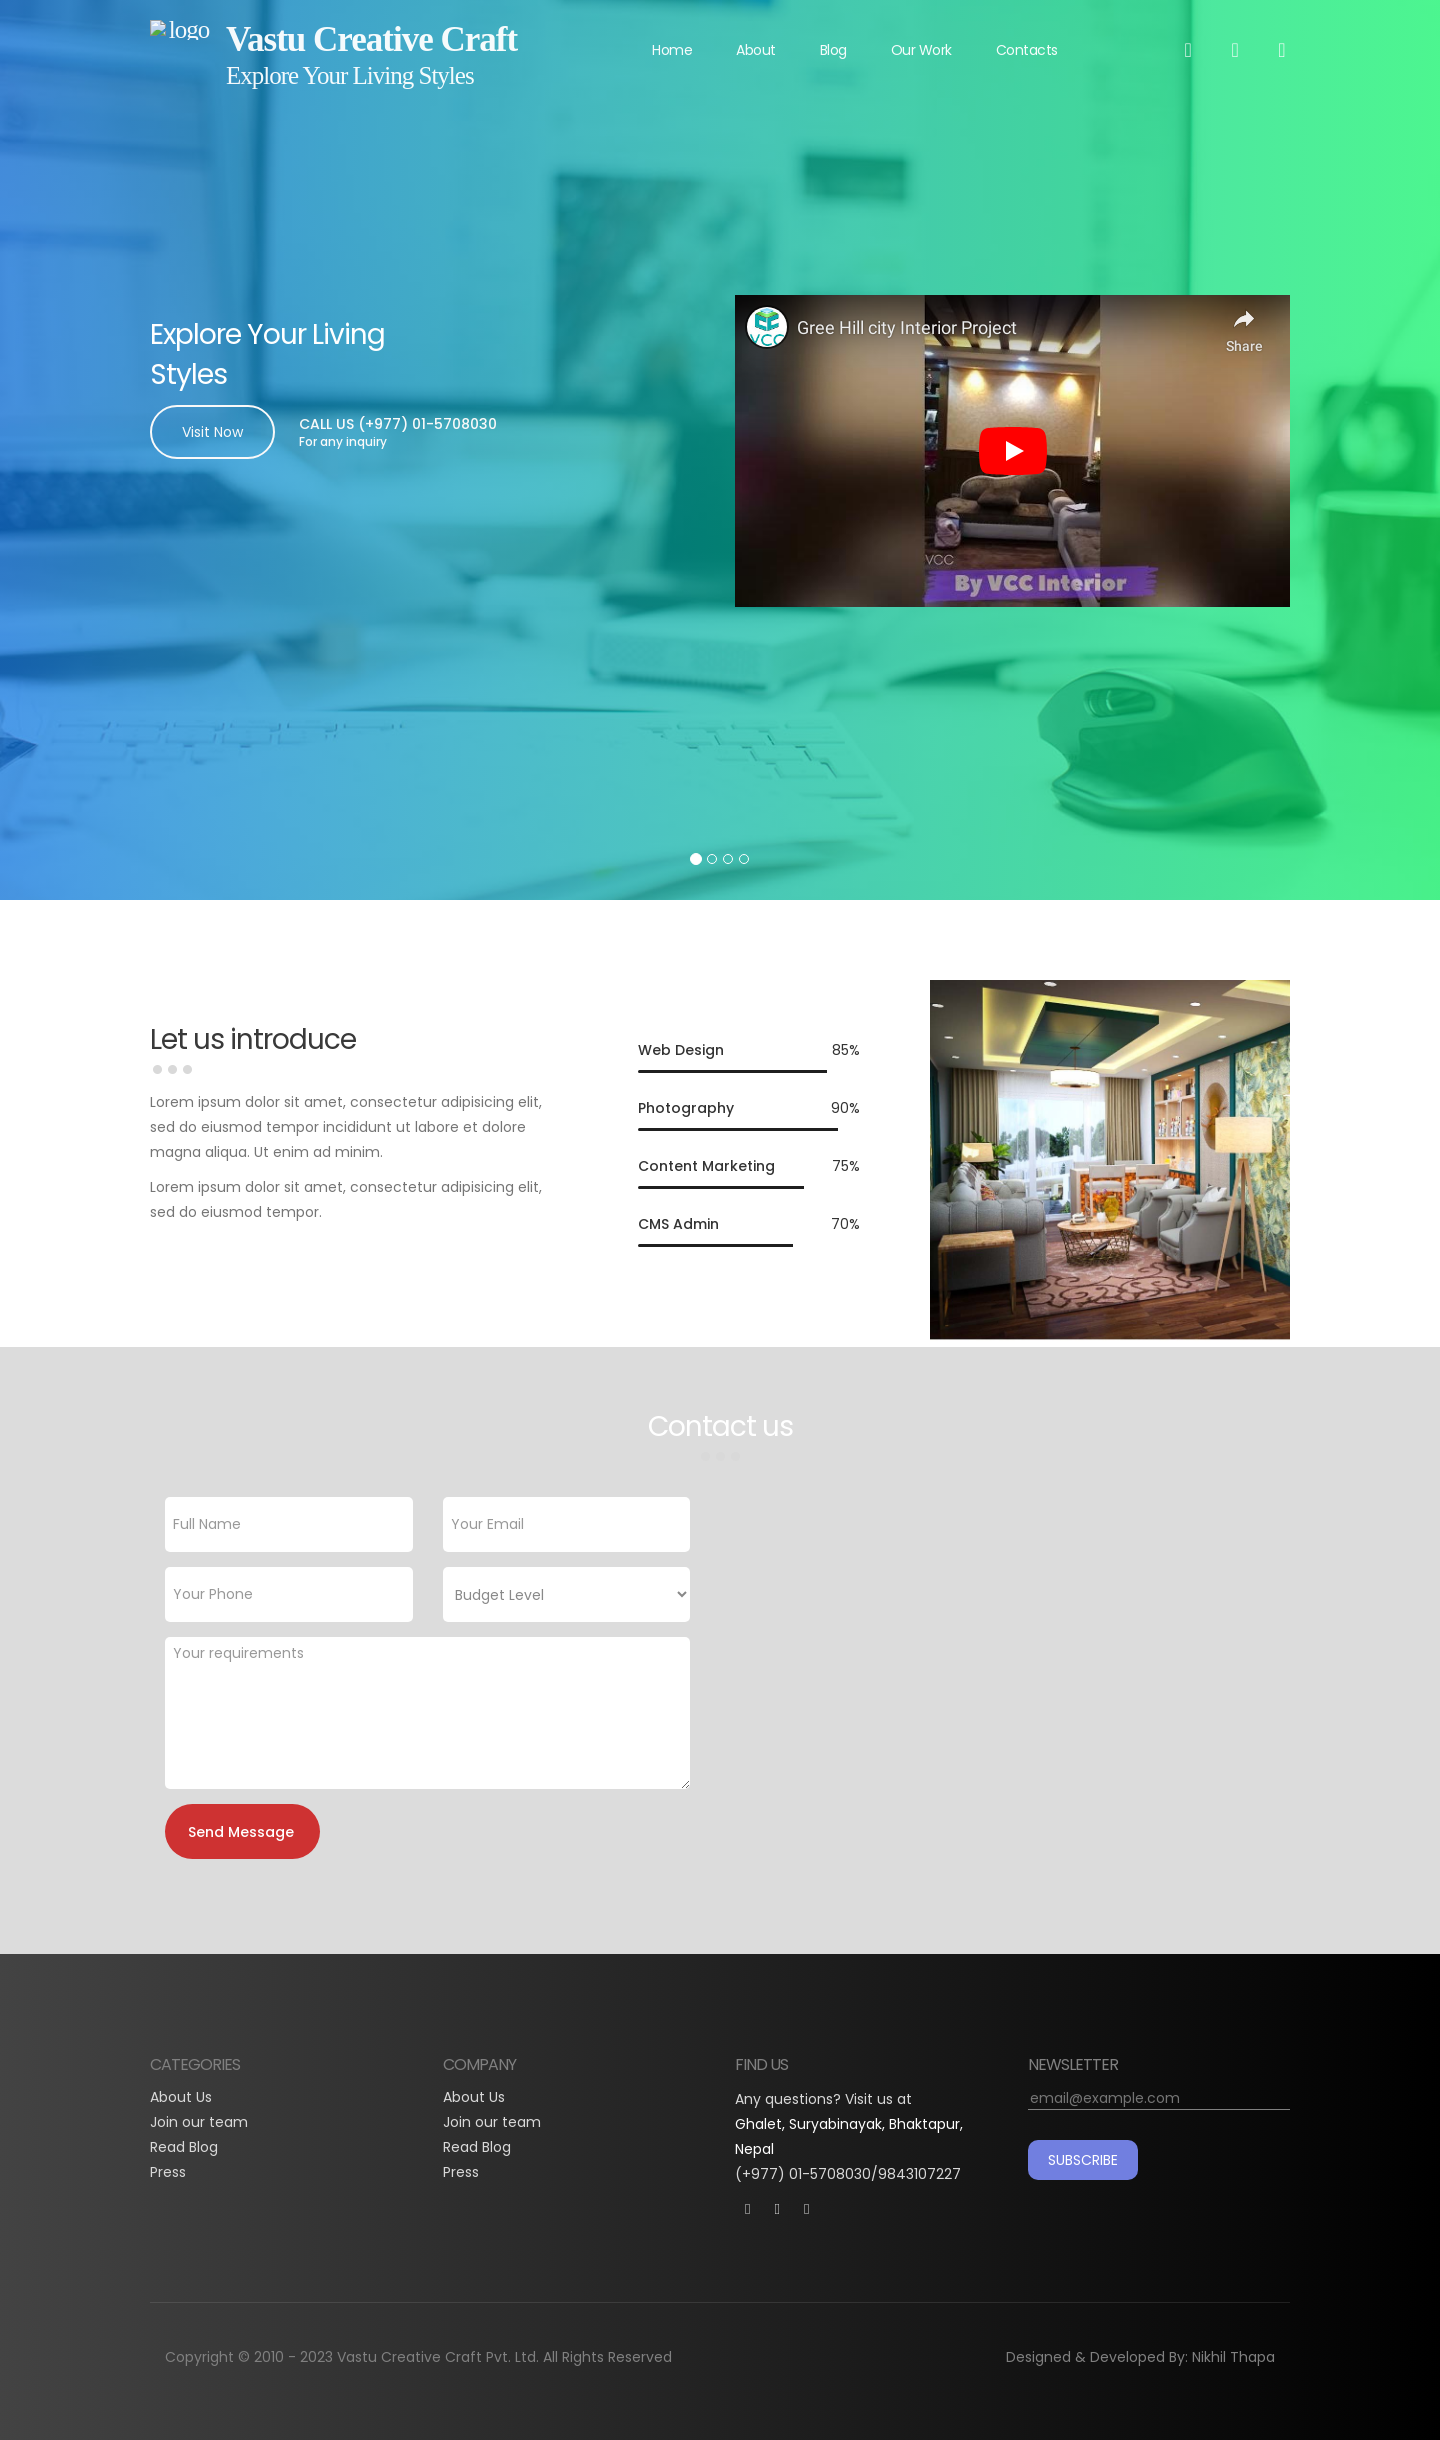 logo
Vastu Creative Craft
Explore Your Living Styles
Home
About
Blog
Our Work
Contacts
Explore Your Living
Styles
Visit Now
CALL US (+977) 01-5708030
For any inquiry
VCC
Gree Hill city Interior Project
Share
VCC
By VCC Interior
Let us introduce
Lorem ipsum dolor sit amet, consectetur adipisicing elit,
sed do eiusmod tempor incididunt ut labore et dolore
magna aliqua. Ut enim ad minim.
Lorem ipsum dolor sit amet, consectetur adipisicing elit,
sed do eiusmod tempor.
Web Design 85%
Photography 90%
Content Marketing 75%
CMS Admin 70%
Contact us
Full Name
Your Email
Your Phone
Budget Level
Your requirements
Send Message
CATEGORIES
About Us
Join our team
Read Blog
Press
COMPANY
About Us
Join our team
Read Blog
Press
FIND US
Any questions? Visit us at
Ghalet, Suryabinayak, Bhaktapur,
Nepal
(+977) 01-5708030/9843107227
NEWSLETTER
email@example.com
SUBSCRIBE
Copyright © 2010 - 2023 Vastu Creative Craft Pvt. Ltd. All Rights Reserved
Designed & Developed By: Nikhil Thapa